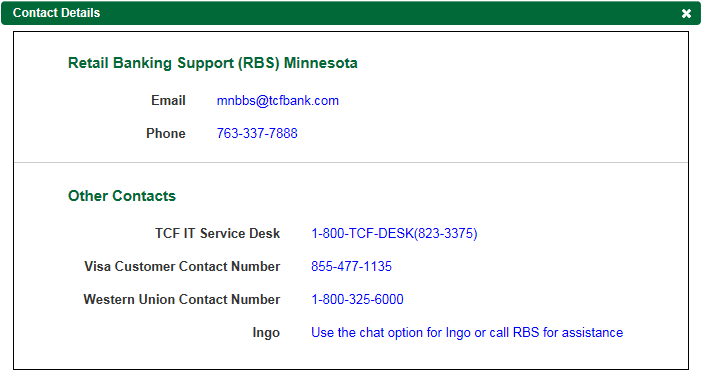 Contact Details
Retail Banking Support (RBS) Minnesota
Email mnbbs@tcfbank.com
Phone 763-337-7888
Other Contacts
TCF IT Service Desk 1-800-TCF-DESK(823-3375)
Visa Customer Contact Number 855-477-1135
Western Union Contact Number 1-800-325-6000
Ingo Use the chat option for Ingo or call RBS for assistance